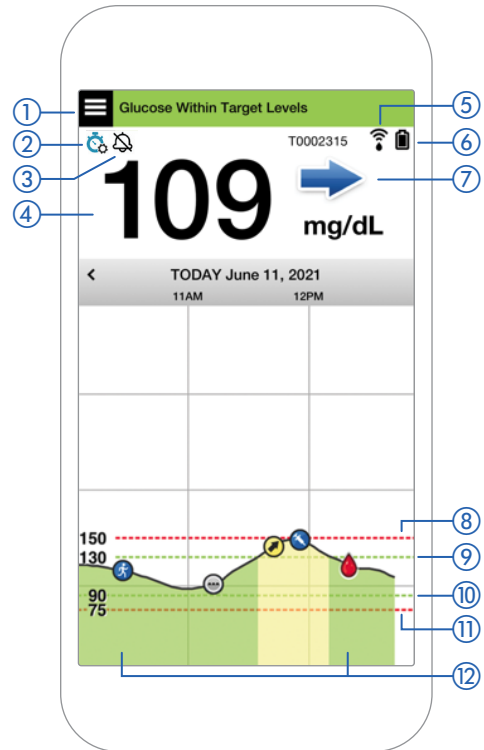 ① Glucose Within Target Levels ⑤
② T0002315 ⑥
③
④ 109 mg/dL ⑦
< TODAY June 11, 2021
11AM 12PM
150 ⑧
130 ⑨
90 ⑩
75 ⑪
⑫